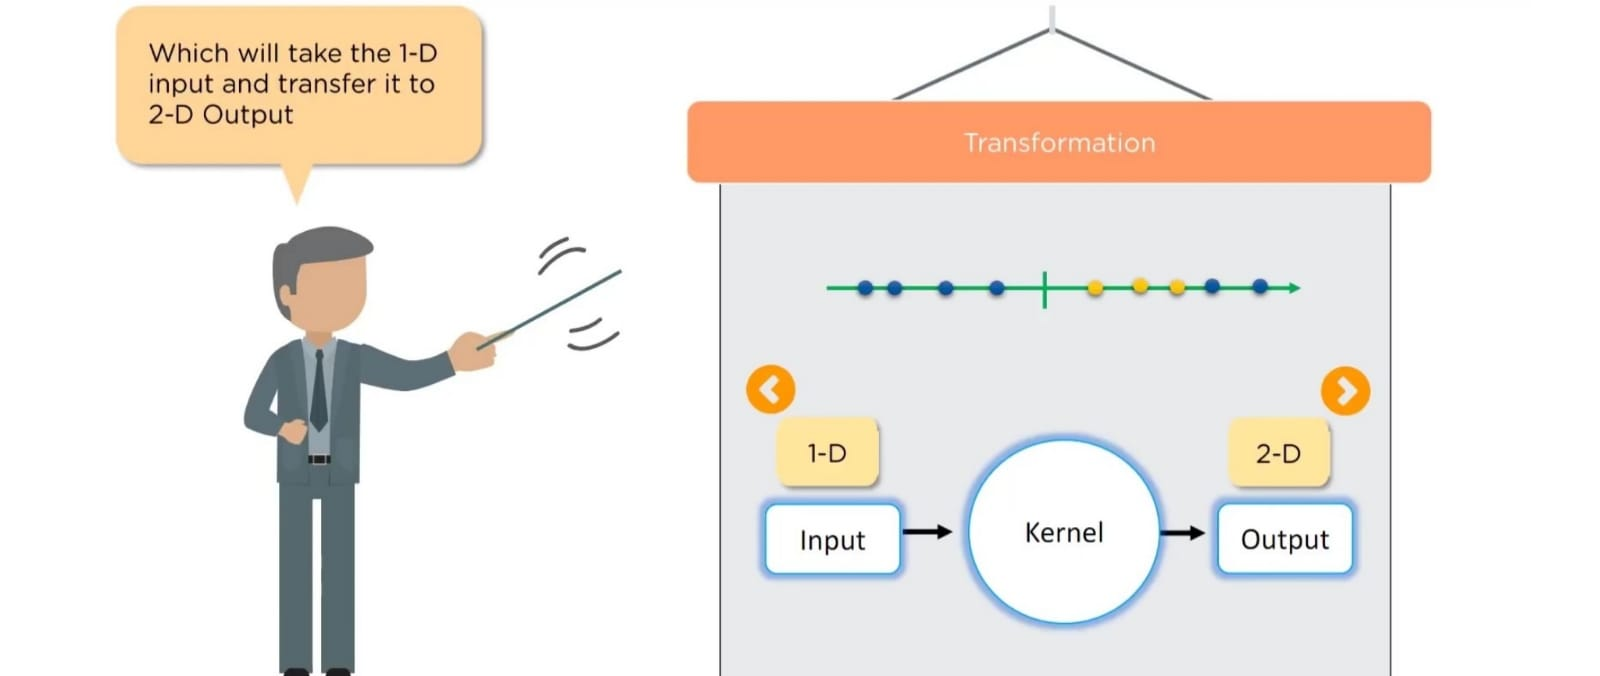 Which will take the 1-D
input and transfer it to
2-D Output
Transformation
1-D
2-D
Input
Kernel
Output